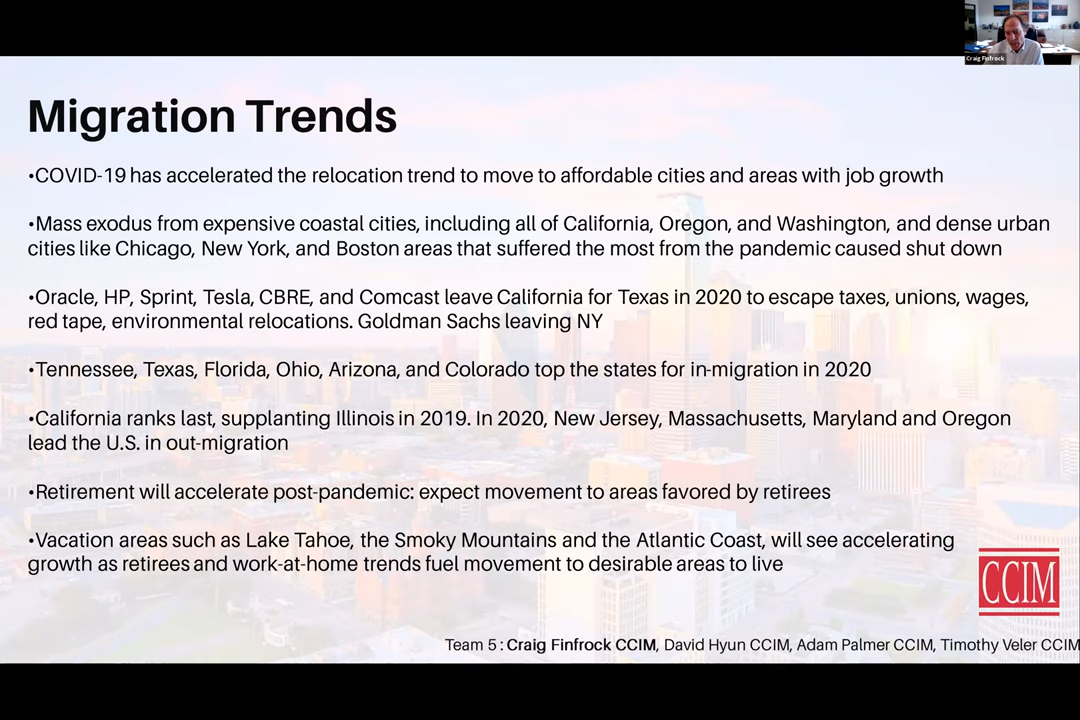 Craig Finfrock
Migration Trends
•COVID-19 has accelerated the relocation trend to move to affordable cities and areas with job growth
•Mass exodus from expensive coastal cities, including all of California, Oregon, and Washington, and dense urban
cities like Chicago, New York, and Boston areas that suffered the most from the pandemic caused shut down
•Oracle, HP, Sprint, Tesla, CBRE, and Comcast leave California for Texas in 2020 to escape taxes, unions, wages,
red tape, environmental relocations. Goldman Sachs leaving NY
•Tennessee, Texas, Florida, Ohio, Arizona, and Colorado top the states for in-migration in 2020
•California ranks last, supplanting Illinois in 2019. In 2020, New Jersey, Massachusetts, Maryland and Oregon
lead the U.S. in out-migration
•Retirement will accelerate post-pandemic: expect movement to areas favored by retirees
•Vacation areas such as Lake Tahoe, the Smoky Mountains and the Atlantic Coast, will see accelerating
growth as retirees and work-at-home trends fuel movement to desirable areas to live
CCIM
Team 5 : Craig Finfrock CCIM, David Hyun CCIM, Adam Palmer CCIM, Timothy Veler CCIM